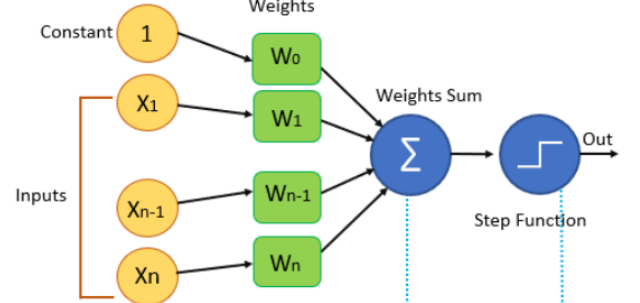 Weights
Constant
1
W0
X1
W1
Weights Sum
Σ
Out
Inputs
Xn-1
Wn-1
Step Function
Xn
Wn